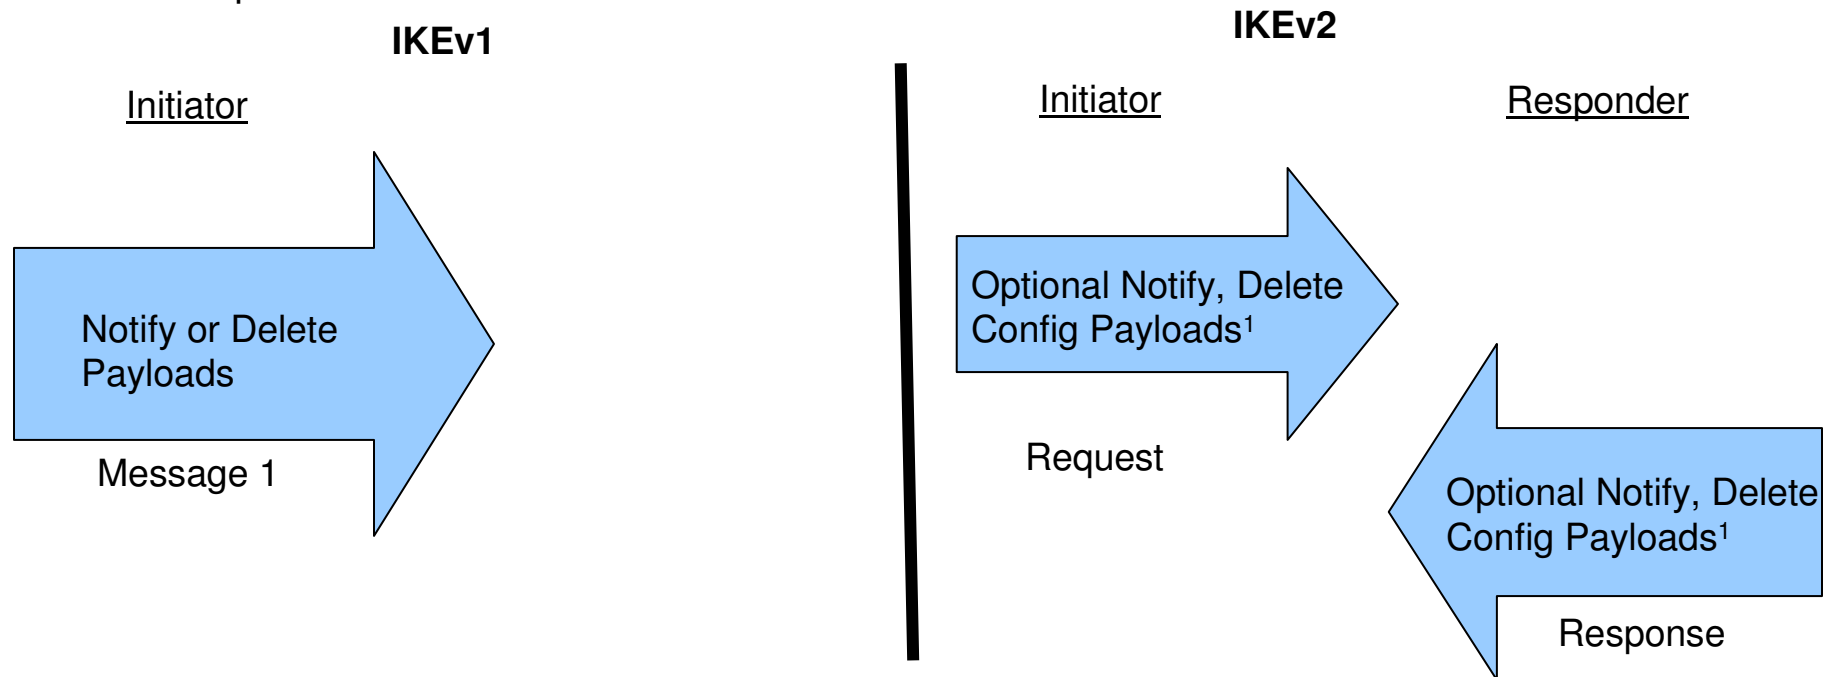 IKEv1
Initiator
Notify or Delete
Payloads
Message 1
IKEv2
Initiator
Responder
Optional Notify, Delete
Config Payloads¹
Request
Optional Notify, Delete
Config Payloads¹
Response